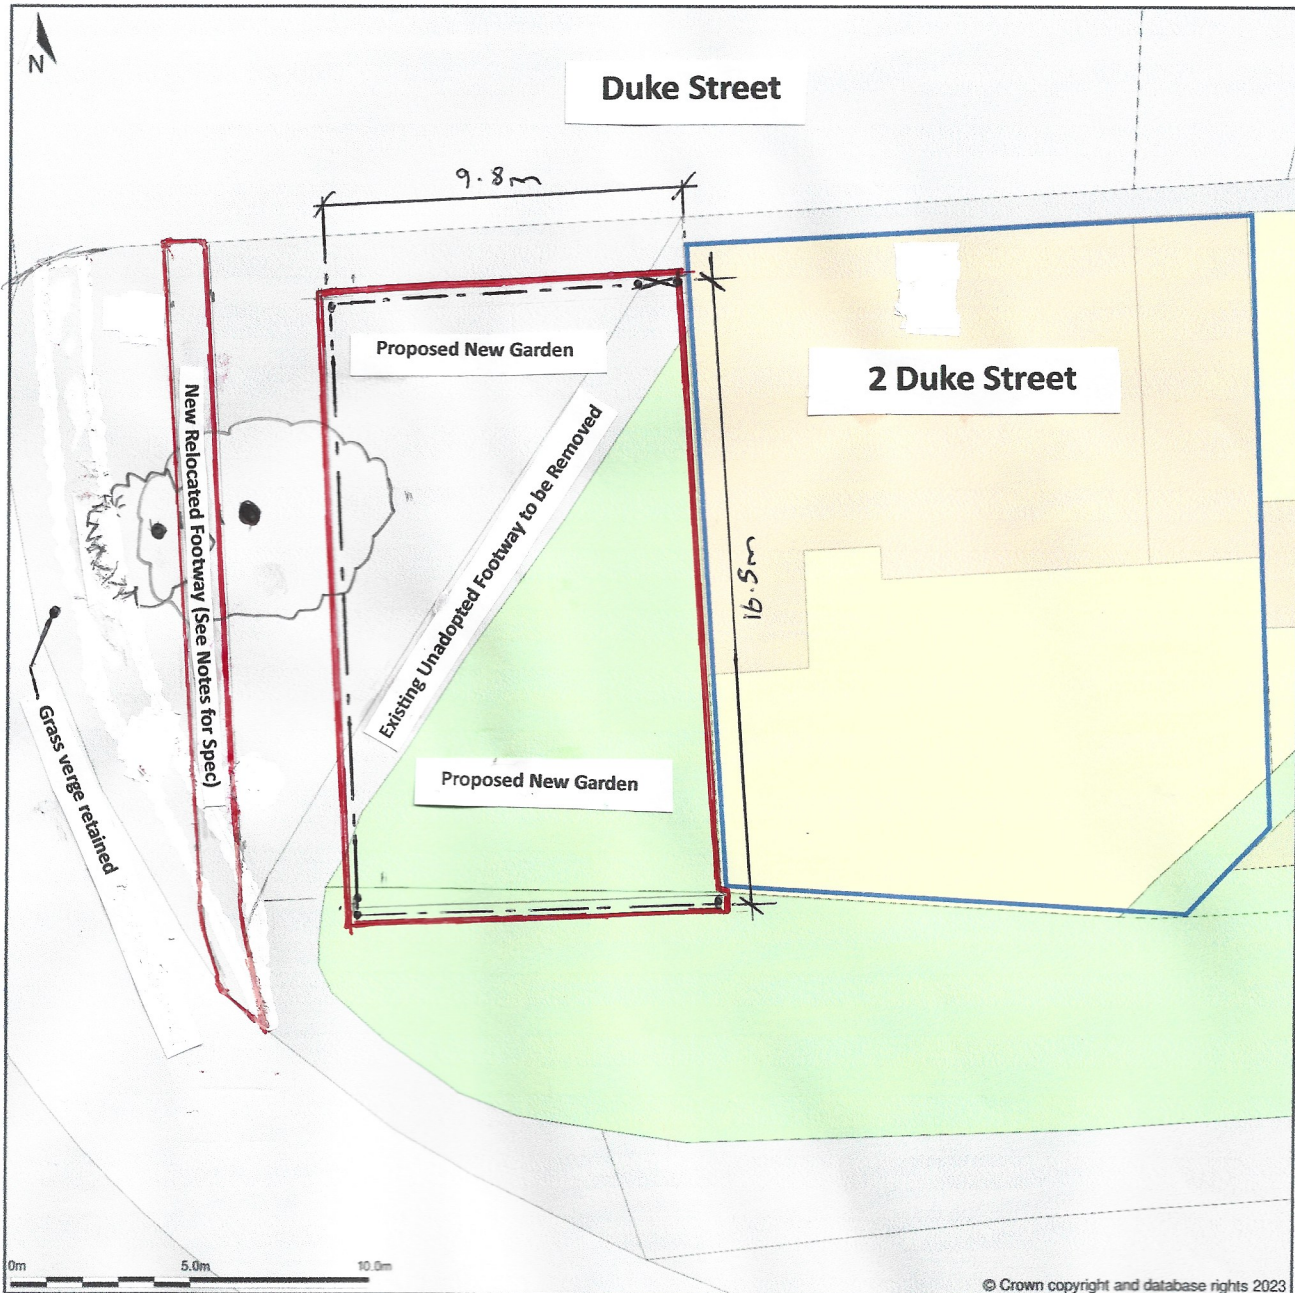 N
Duke Street
9.8m
Proposed New Garden
2 Duke Street
New Relocated Footway (See Notes for Spec)
Existing Unadopted Footway to be Removed
16.5m
Grass verge retained
Proposed New Garden
0m 5.0m 10.0m
© Crown copyright and database rights 2023